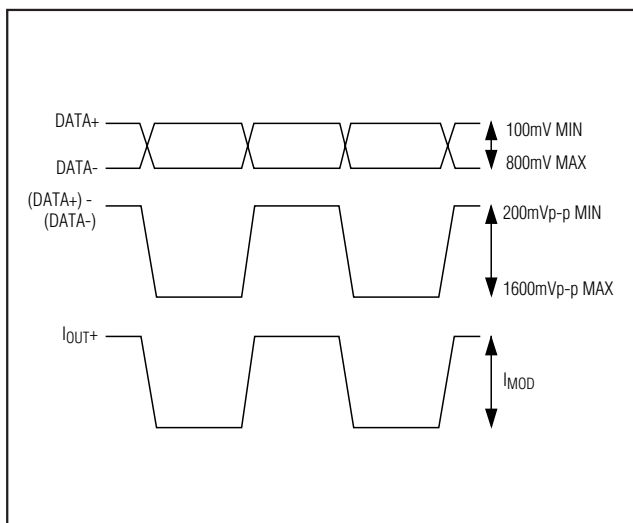 DATA+
100mV MIN
DATA-
800mV MAX
(DATA+) -
(DATA-)
200mVp-p MIN
1600mVp-p MAX
IOUT+
IMOD